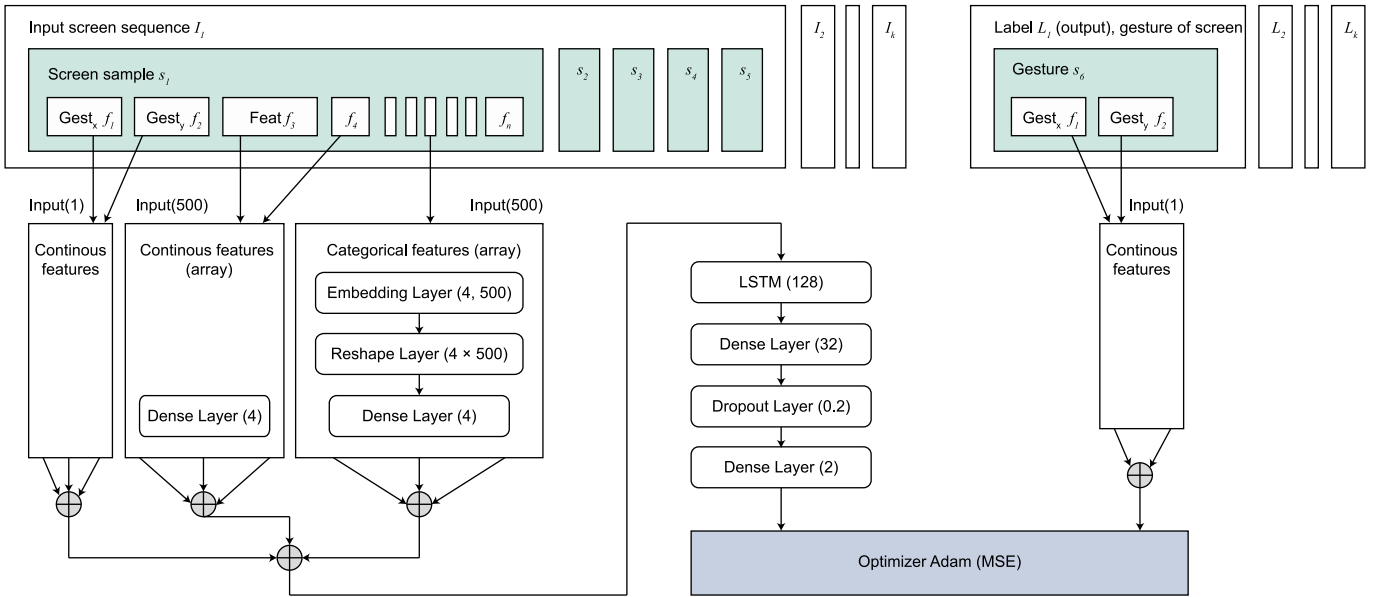 Input screen sequence I1
I2
Ik
Label L1 (output), gesture of screen
L2
Lk
Screen sample s1
s2
s3
s4
s5
Gesture s6
Gestx f1
Gesty f2
Feat f3
f4
fn
Gestx f1
Gesty f2
Input(1)
Input(500)
Input(500)
Input(1)
Continous
features
Continous features
(array)
Dense Layer (4)
Categorical features (array)
Embedding Layer (4, 500)
Reshape Layer (4 × 500)
Dense Layer (4)
LSTM (128)
Dense Layer (32)
Dropout Layer (0.2)
Dense Layer (2)
Continous
features
Optimizer Adam (MSE)